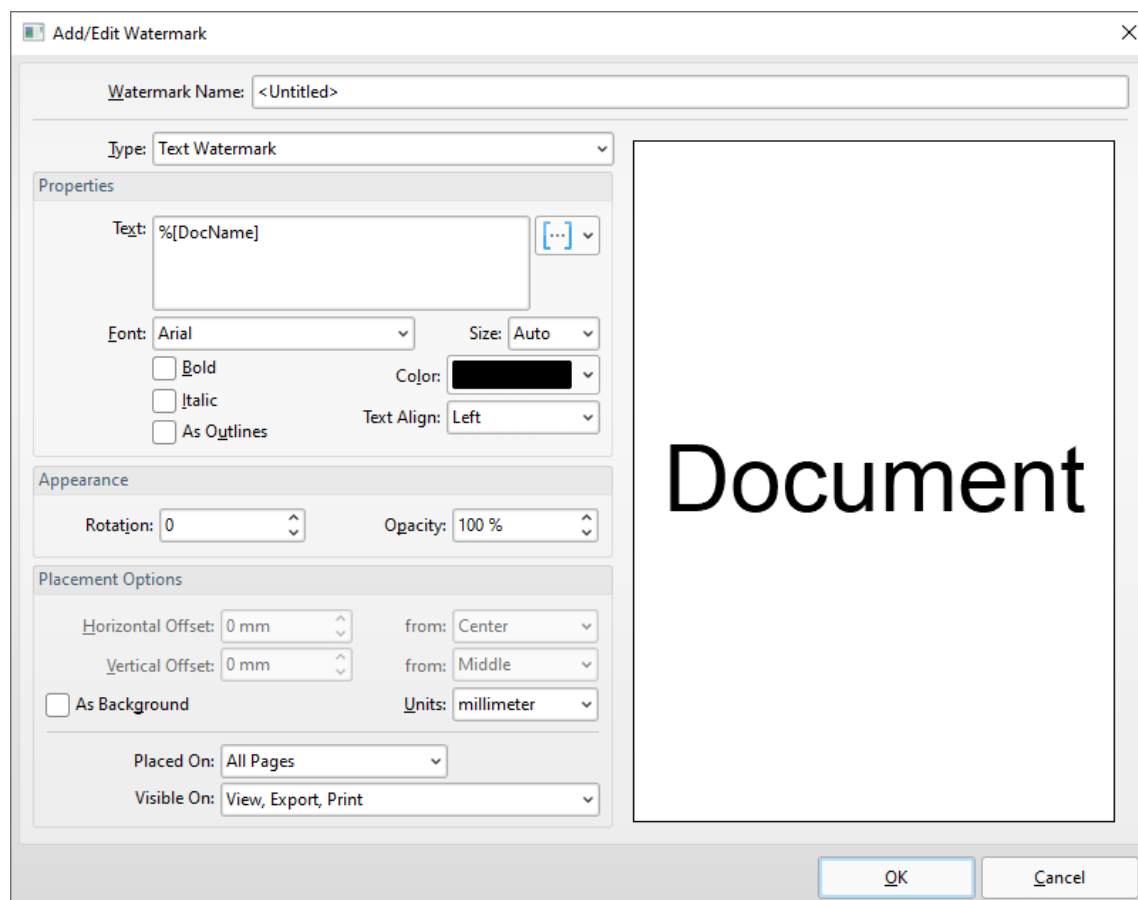 Add/Edit Watermark
Watermark Name: <Untitled>
Type: Text Watermark
Properties
Text: %[DocName]
[...]
Font: Arial Size: Auto
Bold
Color:
Italic
Text Align: Left
As Outlines
Appearance
Rotation: 0 Opacity: 100 %
Placement Options
Horizontal Offset: 0 mm from: Center
Vertical Offset: 0 mm from: Middle
As Background Units: millimeter
Placed On: All Pages
Visible On: View, Export, Print
Document
OK Cancel